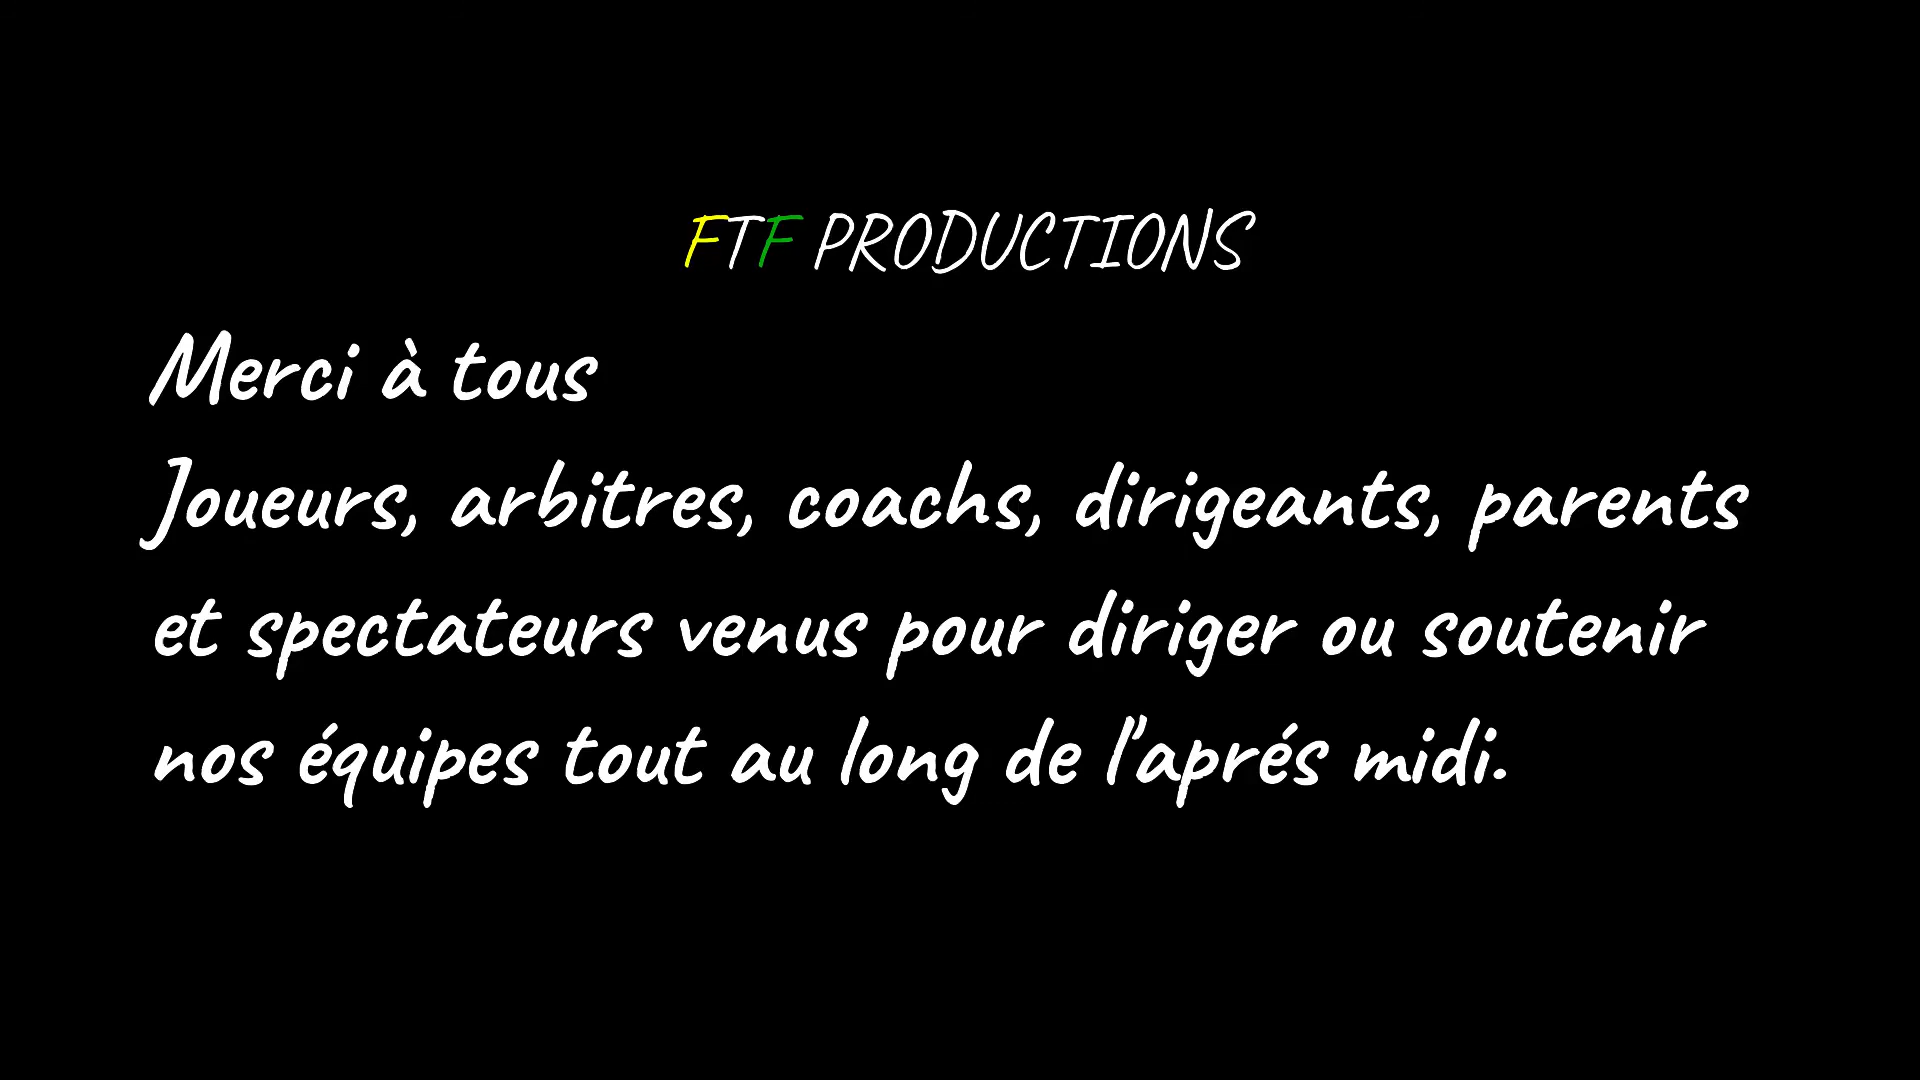 FTF PRODUCTIONS
Merci à tous
Joueurs, arbitres, coachs, dirigeants, parents
et spectateurs venus pour diriger ou soutenir
nos équipes tout au long de l'aprés midi.